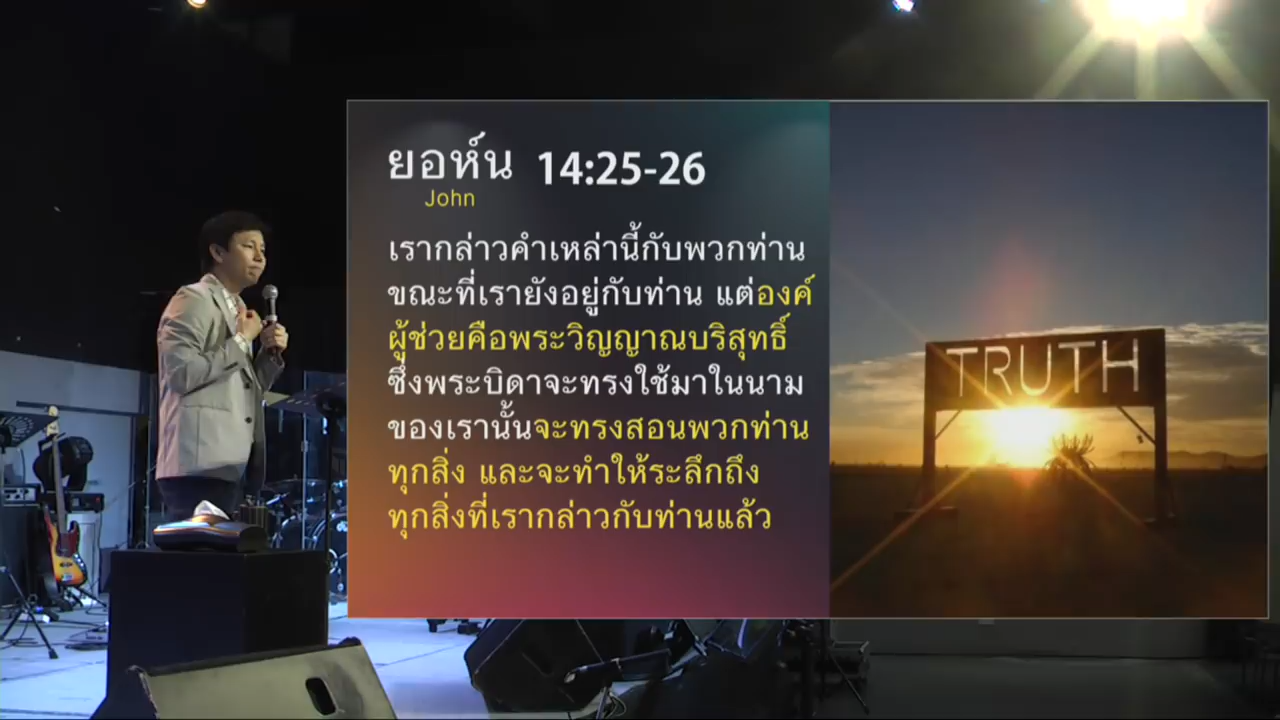 ยอห์น 14:25-26
John
เรากล่าวคำเหล่านี้กับพวกท่าน
ขณะที่เรายังอยู่กับท่าน แต่องค์
ผู้ช่วยคือพระวิญญาณบริสุทธิ์
ซึ่งพระบิดาจะทรงใช้มาในนาม
ของเรานั้นจะทรงสอนพวกท่าน
ทุกสิ่ง และจะทำให้ระลึกถึง
ทุกสิ่งที่เรากล่าวกับท่านแล้ว
TRUTH